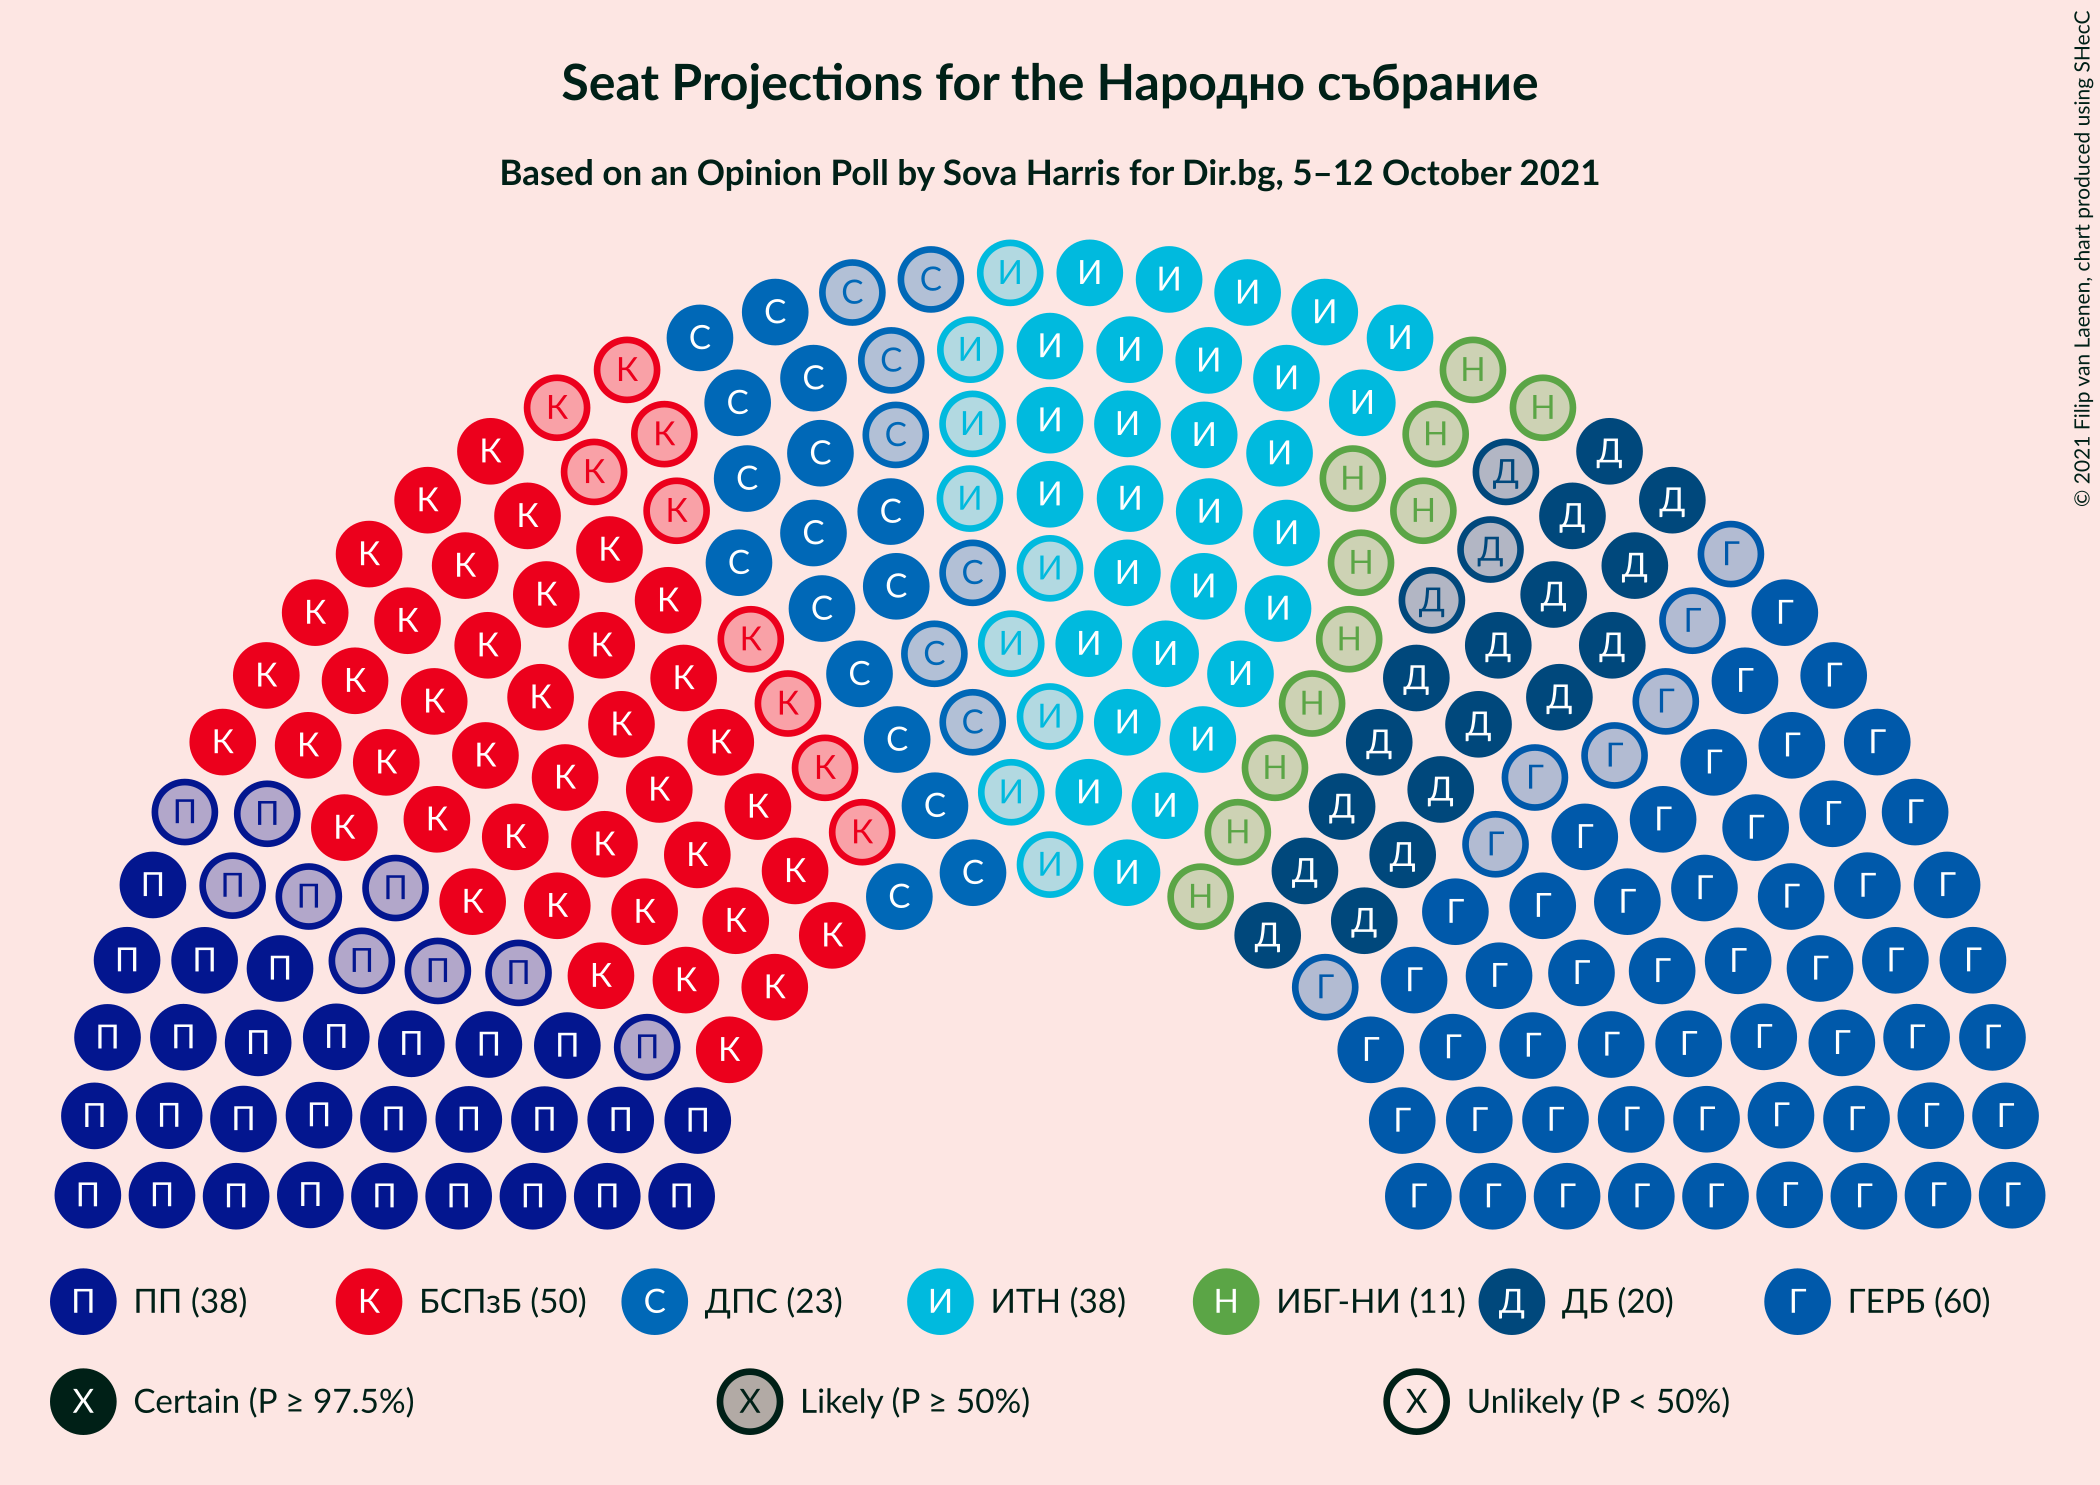 Seat Projections for the Народно събрание
Based on an Opinion Poll by Sova Harris for Dir.bg, 5–12 October 2021
© 2021 Filip van Laenen, chart produced using SHecC
П ПП (38) К БСПзБ (50) С ДПС (23) И ИТН (38) Н ИБГ-НИ (11) Д ДБ (20) Г ГЕРБ (60)
X Certain (P ≥ 97.5%) X Likely (P ≥ 50%) X Unlikely (P < 50%)